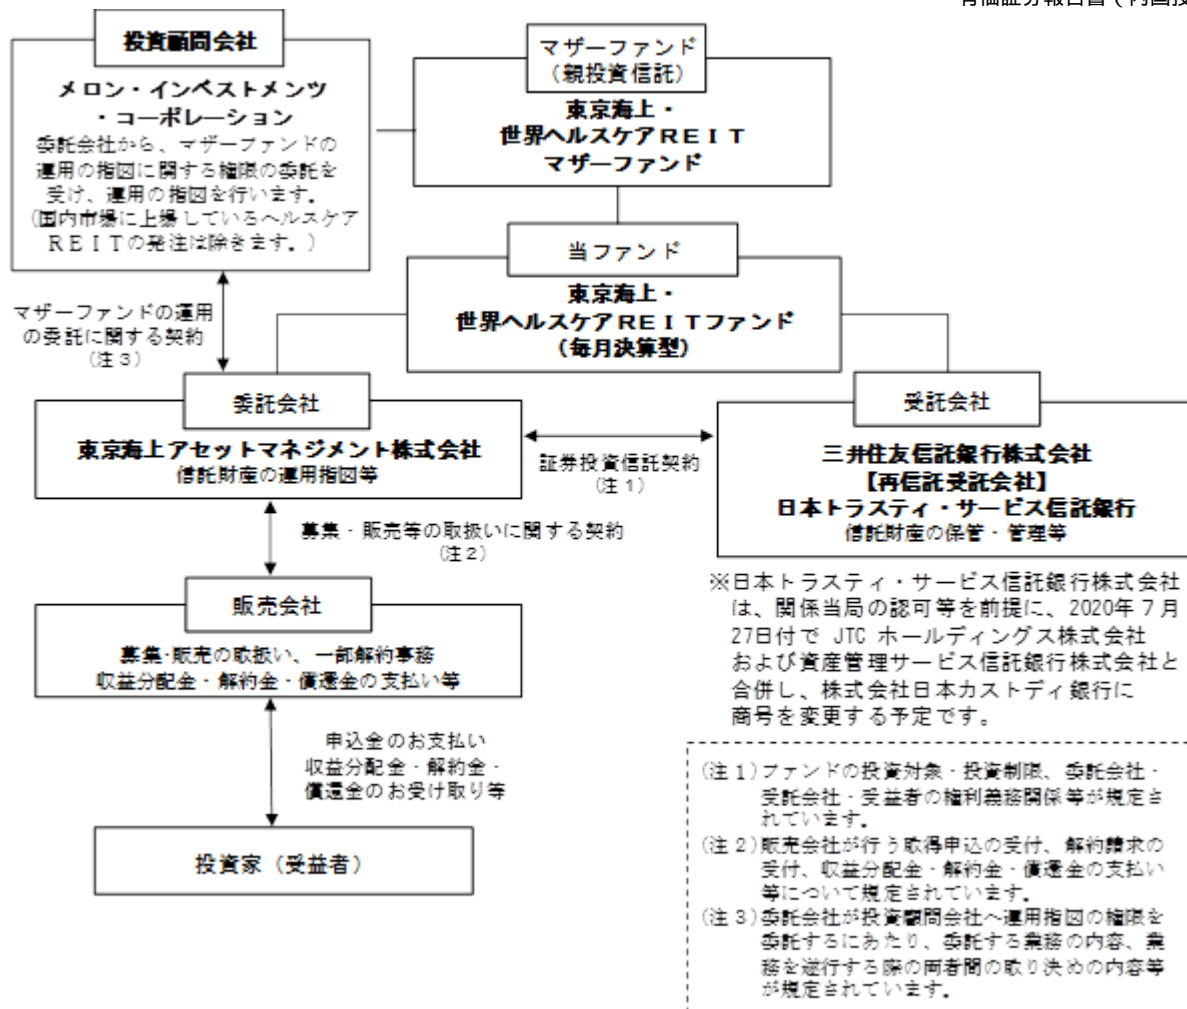 有価証券報告書（内国投
投資顧問会社
メロン・インベストメンツ
・コーポレーション
委託会社から、マザーファンドの
運用の指図に関する権限の委託を
受け、運用の指図を行います。
（国内市場に上場しているヘルスケア
ＲＥＩＴの発注は除きます。）
マザーファンド
（親投資信託）
東京海上・
世界ヘルスケアＲＥＩＴ
マザーファンド
当ファンド
東京海上・
世界ヘルスケアＲＥＩＴファンド
（毎月決算型）
マザーファンドの運用
の委託に関する契約
（注３）
委託会社
東京海上アセットマネジメント株式会社
信託財産の運用指図等
証券投資信託契約
（注１）
受託会社
三井住友信託銀行株式会社
【再信託受託会社】
日本トラスティ・サービス信託銀行
信託財産の保管・管理等
募集・販売等の取扱いに関する契約
（注２）
販売会社
募集・販売の取扱い、一部解約事務
収益分配金・解約金・償還金の支払い等
申込金のお支払い
収益分配金・解約金・
償還金のお受け取り等
投資家（受益者）
※日本トラスティ・サービス信託銀行株式会社
は、関係当局の認可等を前提に、2020年７月
27日付で JTC ホールディングス株式会社
および資産管理サービス信託銀行株式会社と
合併し、株式会社日本カストディ銀行に
商号を変更する予定です。
（注１）ファンドの投資対象・投資制限、委託会社・
受託会社・受益者の権利義務関係等が規定さ
れています。
（注２）販売会社が行う取得申込の受付、解約請求の
受付、収益分配金・解約金・償還金の支払い
等について規定されています。
（注３）委託会社が投資顧問会社へ運用指図の権限を
委託するにあたり、委託する業務の内容、業
務を遂行する際の両者間の取り決めの内容等
が規定されています。